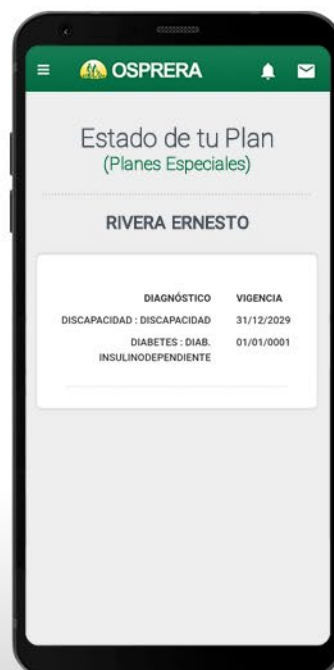 OSPRERA
Estado de tu Plan
(Planes Especiales)
RIVERA ERNESTO
DIAGNÓSTICO VIGENCIA
DISCAPACIDAD : DISCAPACIDAD 31/12/2029
DIABETES : DIAB. 01/01/0001
INSULINODEPENDIENTE